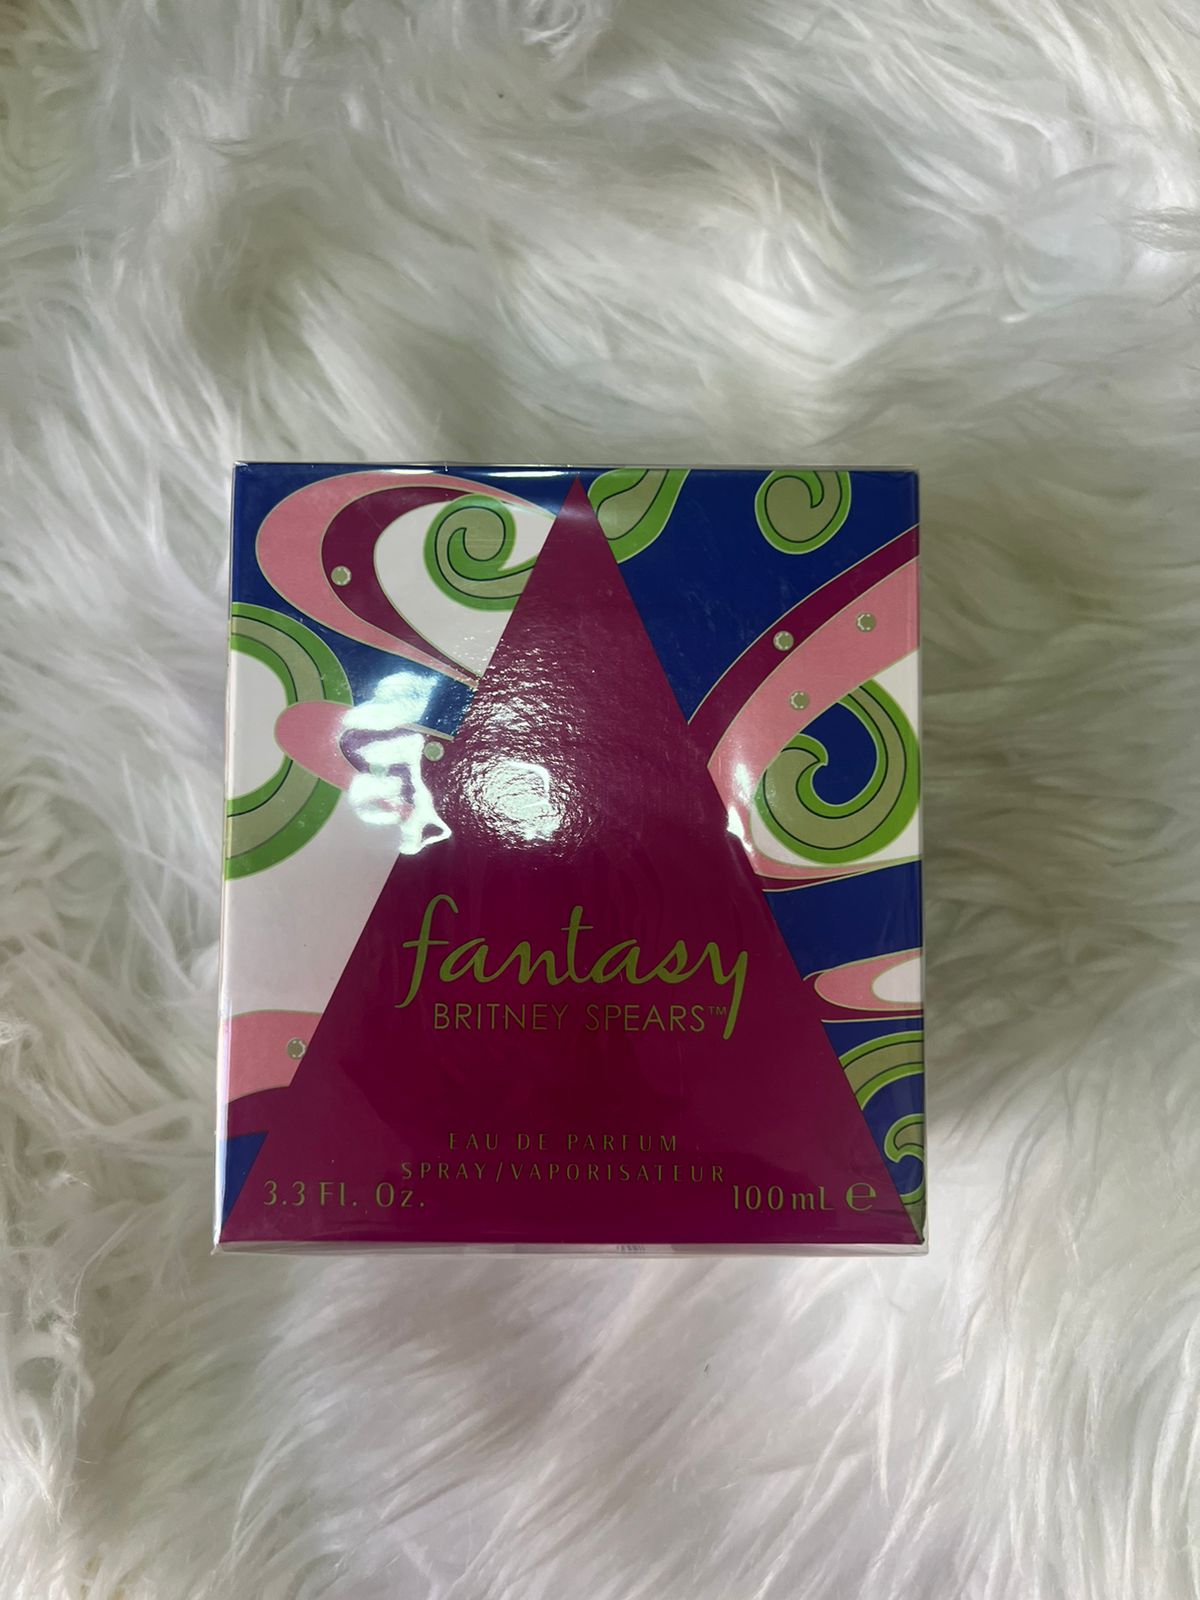 fantasy
BRITNEY SPEARS™
EAU DE PARFUM
SPRAY/VAPORISATEUR
3.3 Fl. Oz.
100mL ℮